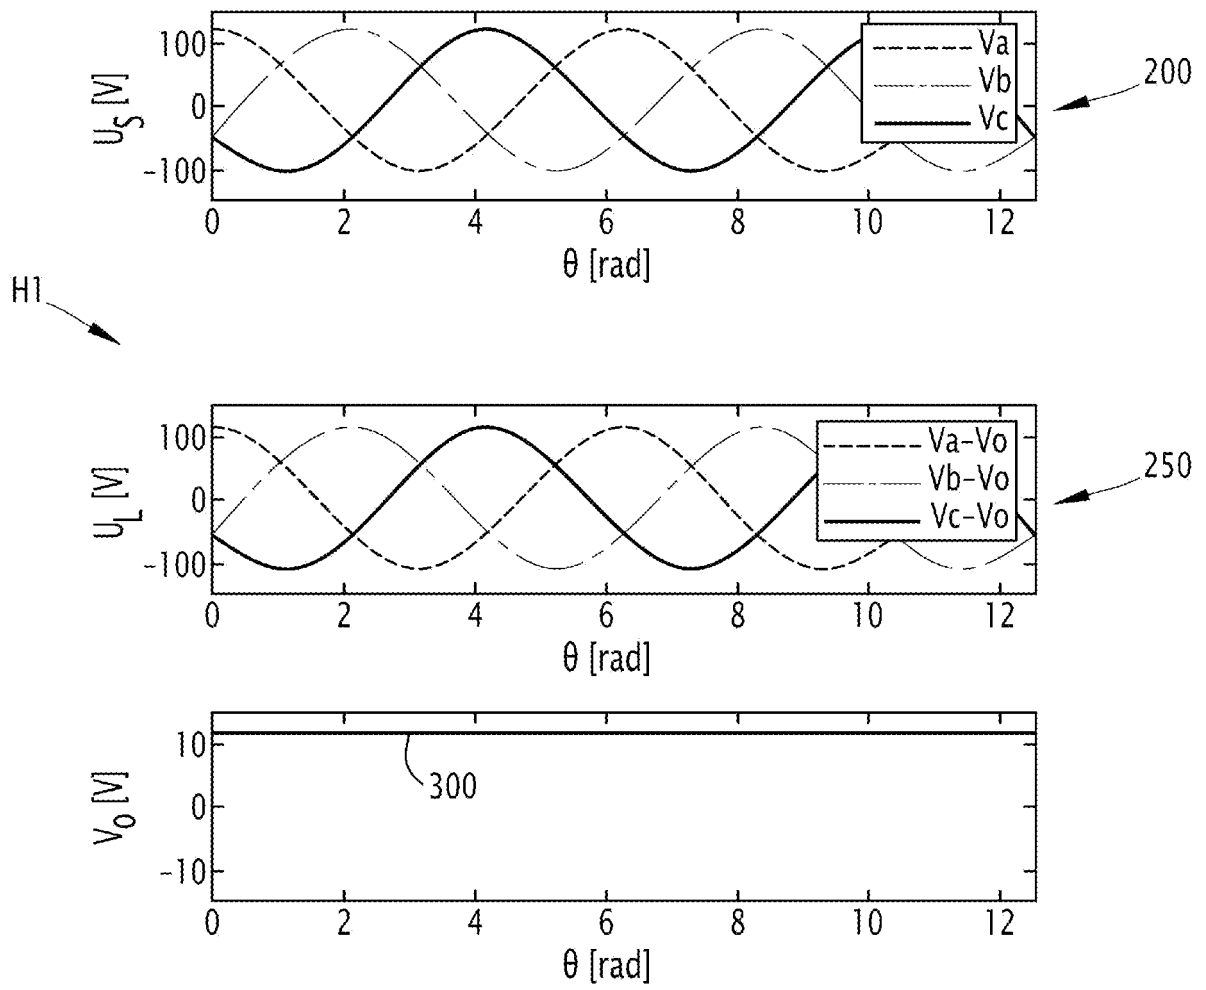 100
0
-100
U_S [V]
Va
Vb
Vc
200
0 2 4 6 8 10 12
θ [rad]
H1
100
0
-100
U_L [V]
Va-Vo
Vb-Vo
Vc-Vo
250
0 2 4 6 8 10 12
θ [rad]
10
0
-10
V_o [V]
300
0 2 4 6 8 10 12
θ [rad]